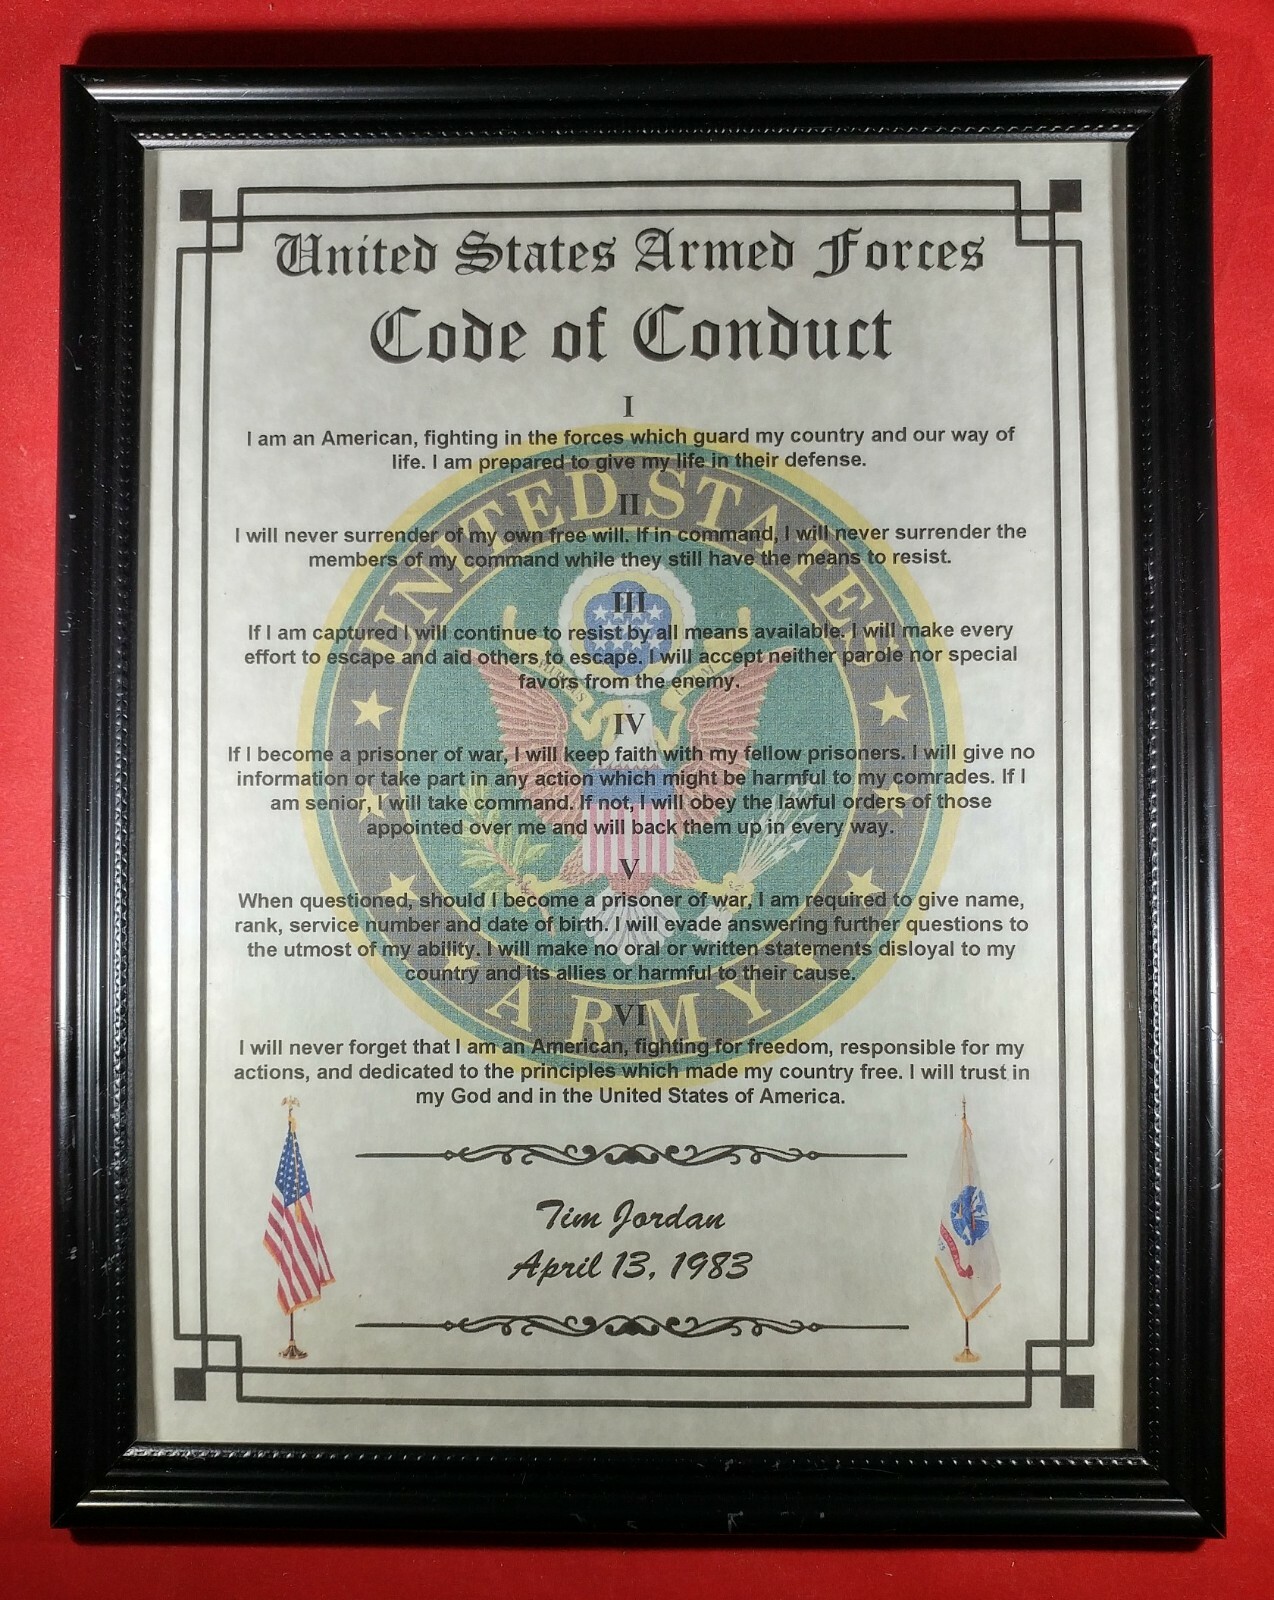 United States Armed Forces
Code of Conduct
I
I am an American, fighting in the forces which guard my country and our way of
life. I am prepared to give my life in their defense.
II
I will never surrender of my own free will. If in command, I will never surrender the
members of my command while they still have the means to resist.
III
If I am captured I will continue to resist by all means available. I will make every
effort to escape and aid others to escape. I will accept neither parole nor special
favors from the enemy.
IV
If I become a prisoner of war, I will keep faith with my fellow prisoners. I will give no
information or take part in any action which might be harmful to my comrades. If I
am senior, I will take command. If not, I will obey the lawful orders of those
appointed over me and will back them up in every way.
V
When questioned, should I become a prisoner of war, I am required to give name,
rank, service number and date of birth. I will evade answering further questions to
the utmost of my ability. I will make no oral or written statements disloyal to my
country and its allies or harmful to their cause.
VI
I will never forget that I am an American, fighting for freedom, responsible for my
actions, and dedicated to the principles which made my country free. I will trust in
my God and in the United States of America.
Tim Jordan
April 13, 1983
UNITED STATES
ARMY